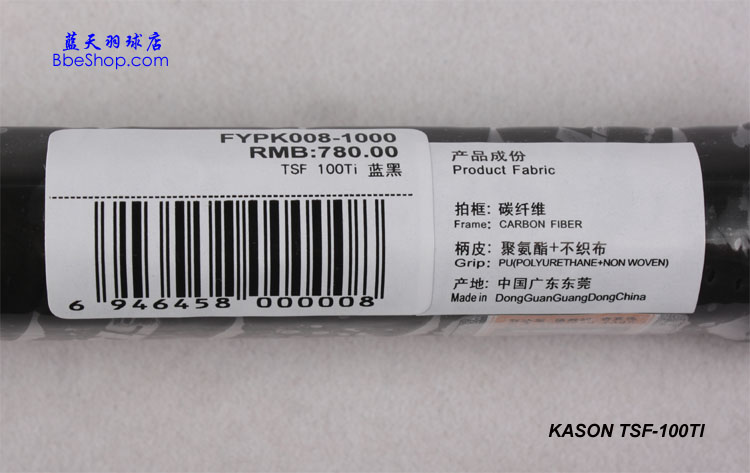 蓝天羽球店
BbeShop.com
FYPK008-1000
RMB:780.00
TSF 100Ti 蓝黑
6 946458 000008
产品成份
Product Fabric
拍框: 碳纤维
Frame: CARBON FIBER
柄皮: 聚氨酯+不织布
Grip: PU(POLYURETHANE+NON WOVEN)
产地: 中国广东东莞
Made in DongGuanGuangDongChina
KASON TSF-100TI